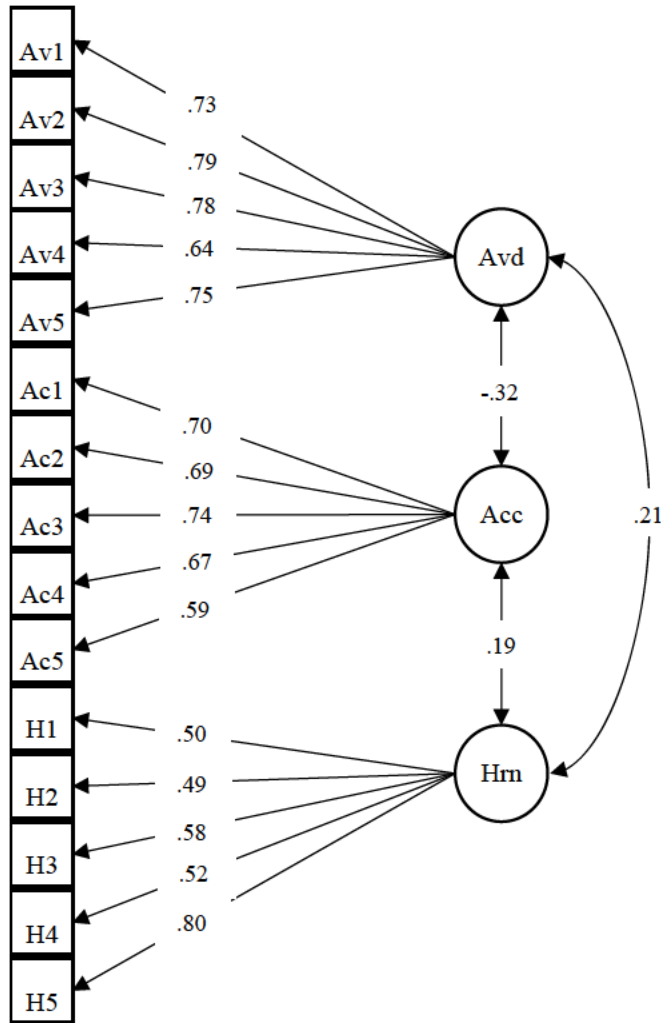 Av1
Av2
Av3
Av4
Av5
Ac1
Ac2
Ac3
Ac4
Ac5
H1
H2
H3
H4
H5
.73
.79
.78
.64
.75
.70
.69
.74
.67
.59
.50
.49
.58
.52
.80
Avd
-.32
Acc
.19
Hrn
.21